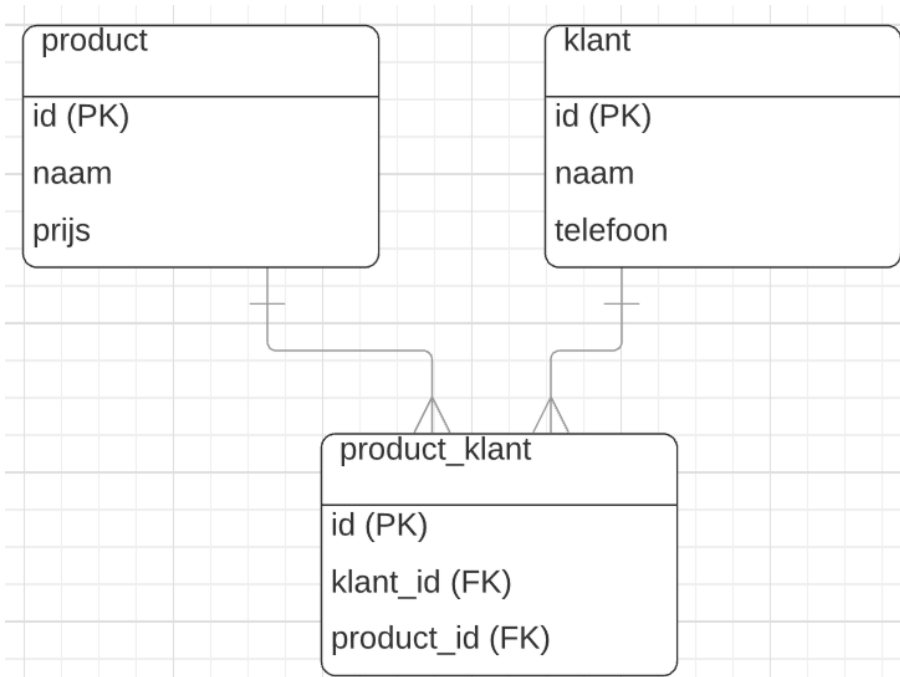 product
id (PK)
naam
prijs
klant
id (PK)
naam
telefoon
product_klant
id (PK)
klant_id (FK)
product_id (FK)